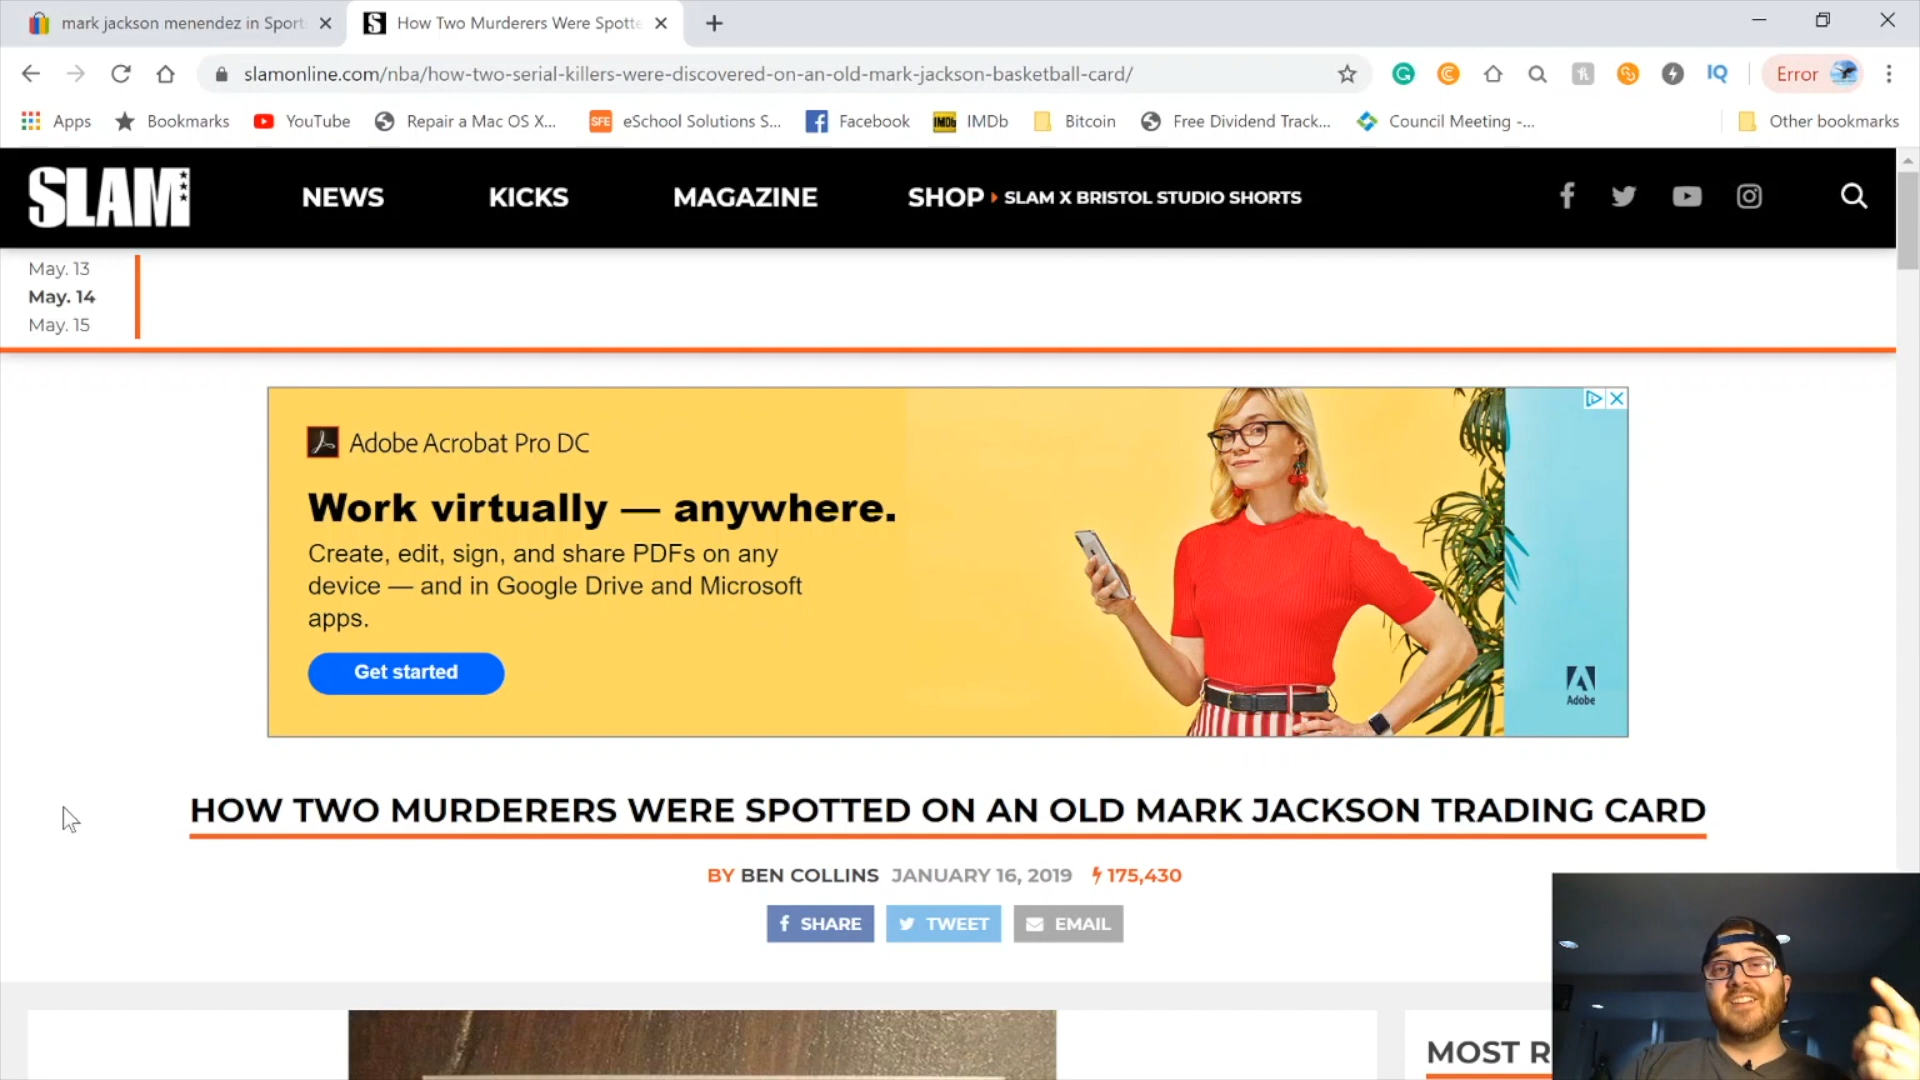 mark jackson menendez in Sport
How Two Murderers Were Spotte
slamonline.com/nba/how-two-serial-killers-were-discovered-on-an-old-mark-jackson-basketball-card/
IQ
Error
Apps
Bookmarks
YouTube
Repair a Mac OS X...
SFE
eSchool Solutions S...
Facebook
IMDb
IMDb
Bitcoin
Free Dividend Track...
Council Meeting -...
Other bookmarks
SLAM
NEWS
KICKS
MAGAZINE
SHOP
SLAM X BRISTOL STUDIO SHORTS
May. 13
May. 14
May. 15
Adobe Acrobat Pro DC
Work virtually — anywhere.
Create, edit, sign, and share PDFs on any
device — and in Google Drive and Microsoft
apps.
Get started
Adobe
HOW TWO MURDERERS WERE SPOTTED ON AN OLD MARK JACKSON TRADING CARD
BY BEN COLLINS JANUARY 16, 2019 175,430
SHARE
TWEET
EMAIL
MOST R